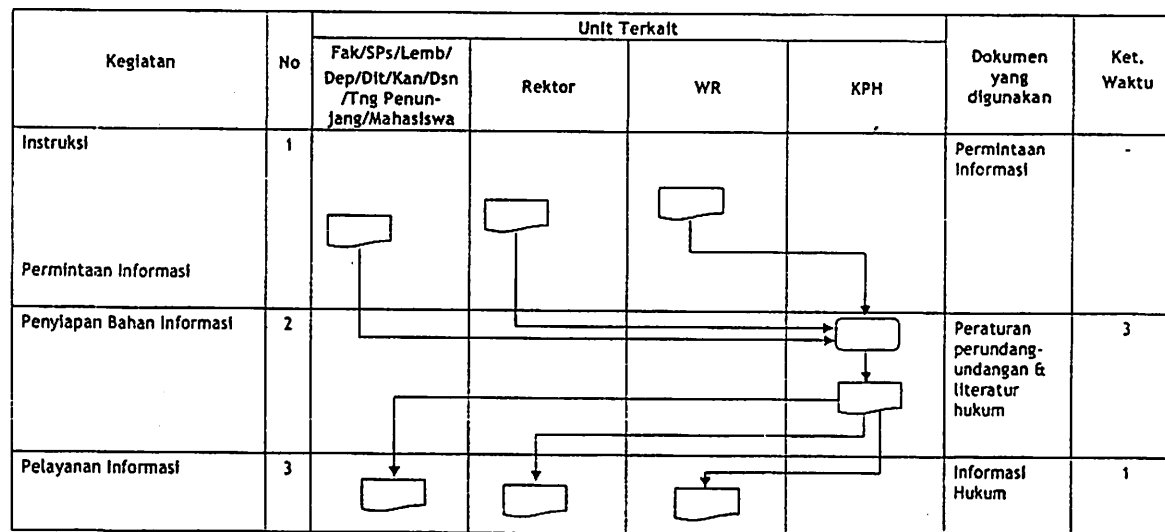 Unit Terkait
Kegiatan
No
Fak/SPs/Lemb/
Dep/Dit/Kan/Dsn
/Tng Penun-
jang/Mahasiswa
Rektor
WR
KPH
Dokumen
yang
digunakan
Ket.
Waktu
Instruksi
1
Permintaan
Informasi
-
Permintaan Informasi
Penyiapan Bahan Informasi
2
Peraturan
perundang-
undangan &
literatur
hukum
3
Pelayanan Informasi
3
Informasi
Hukum
1